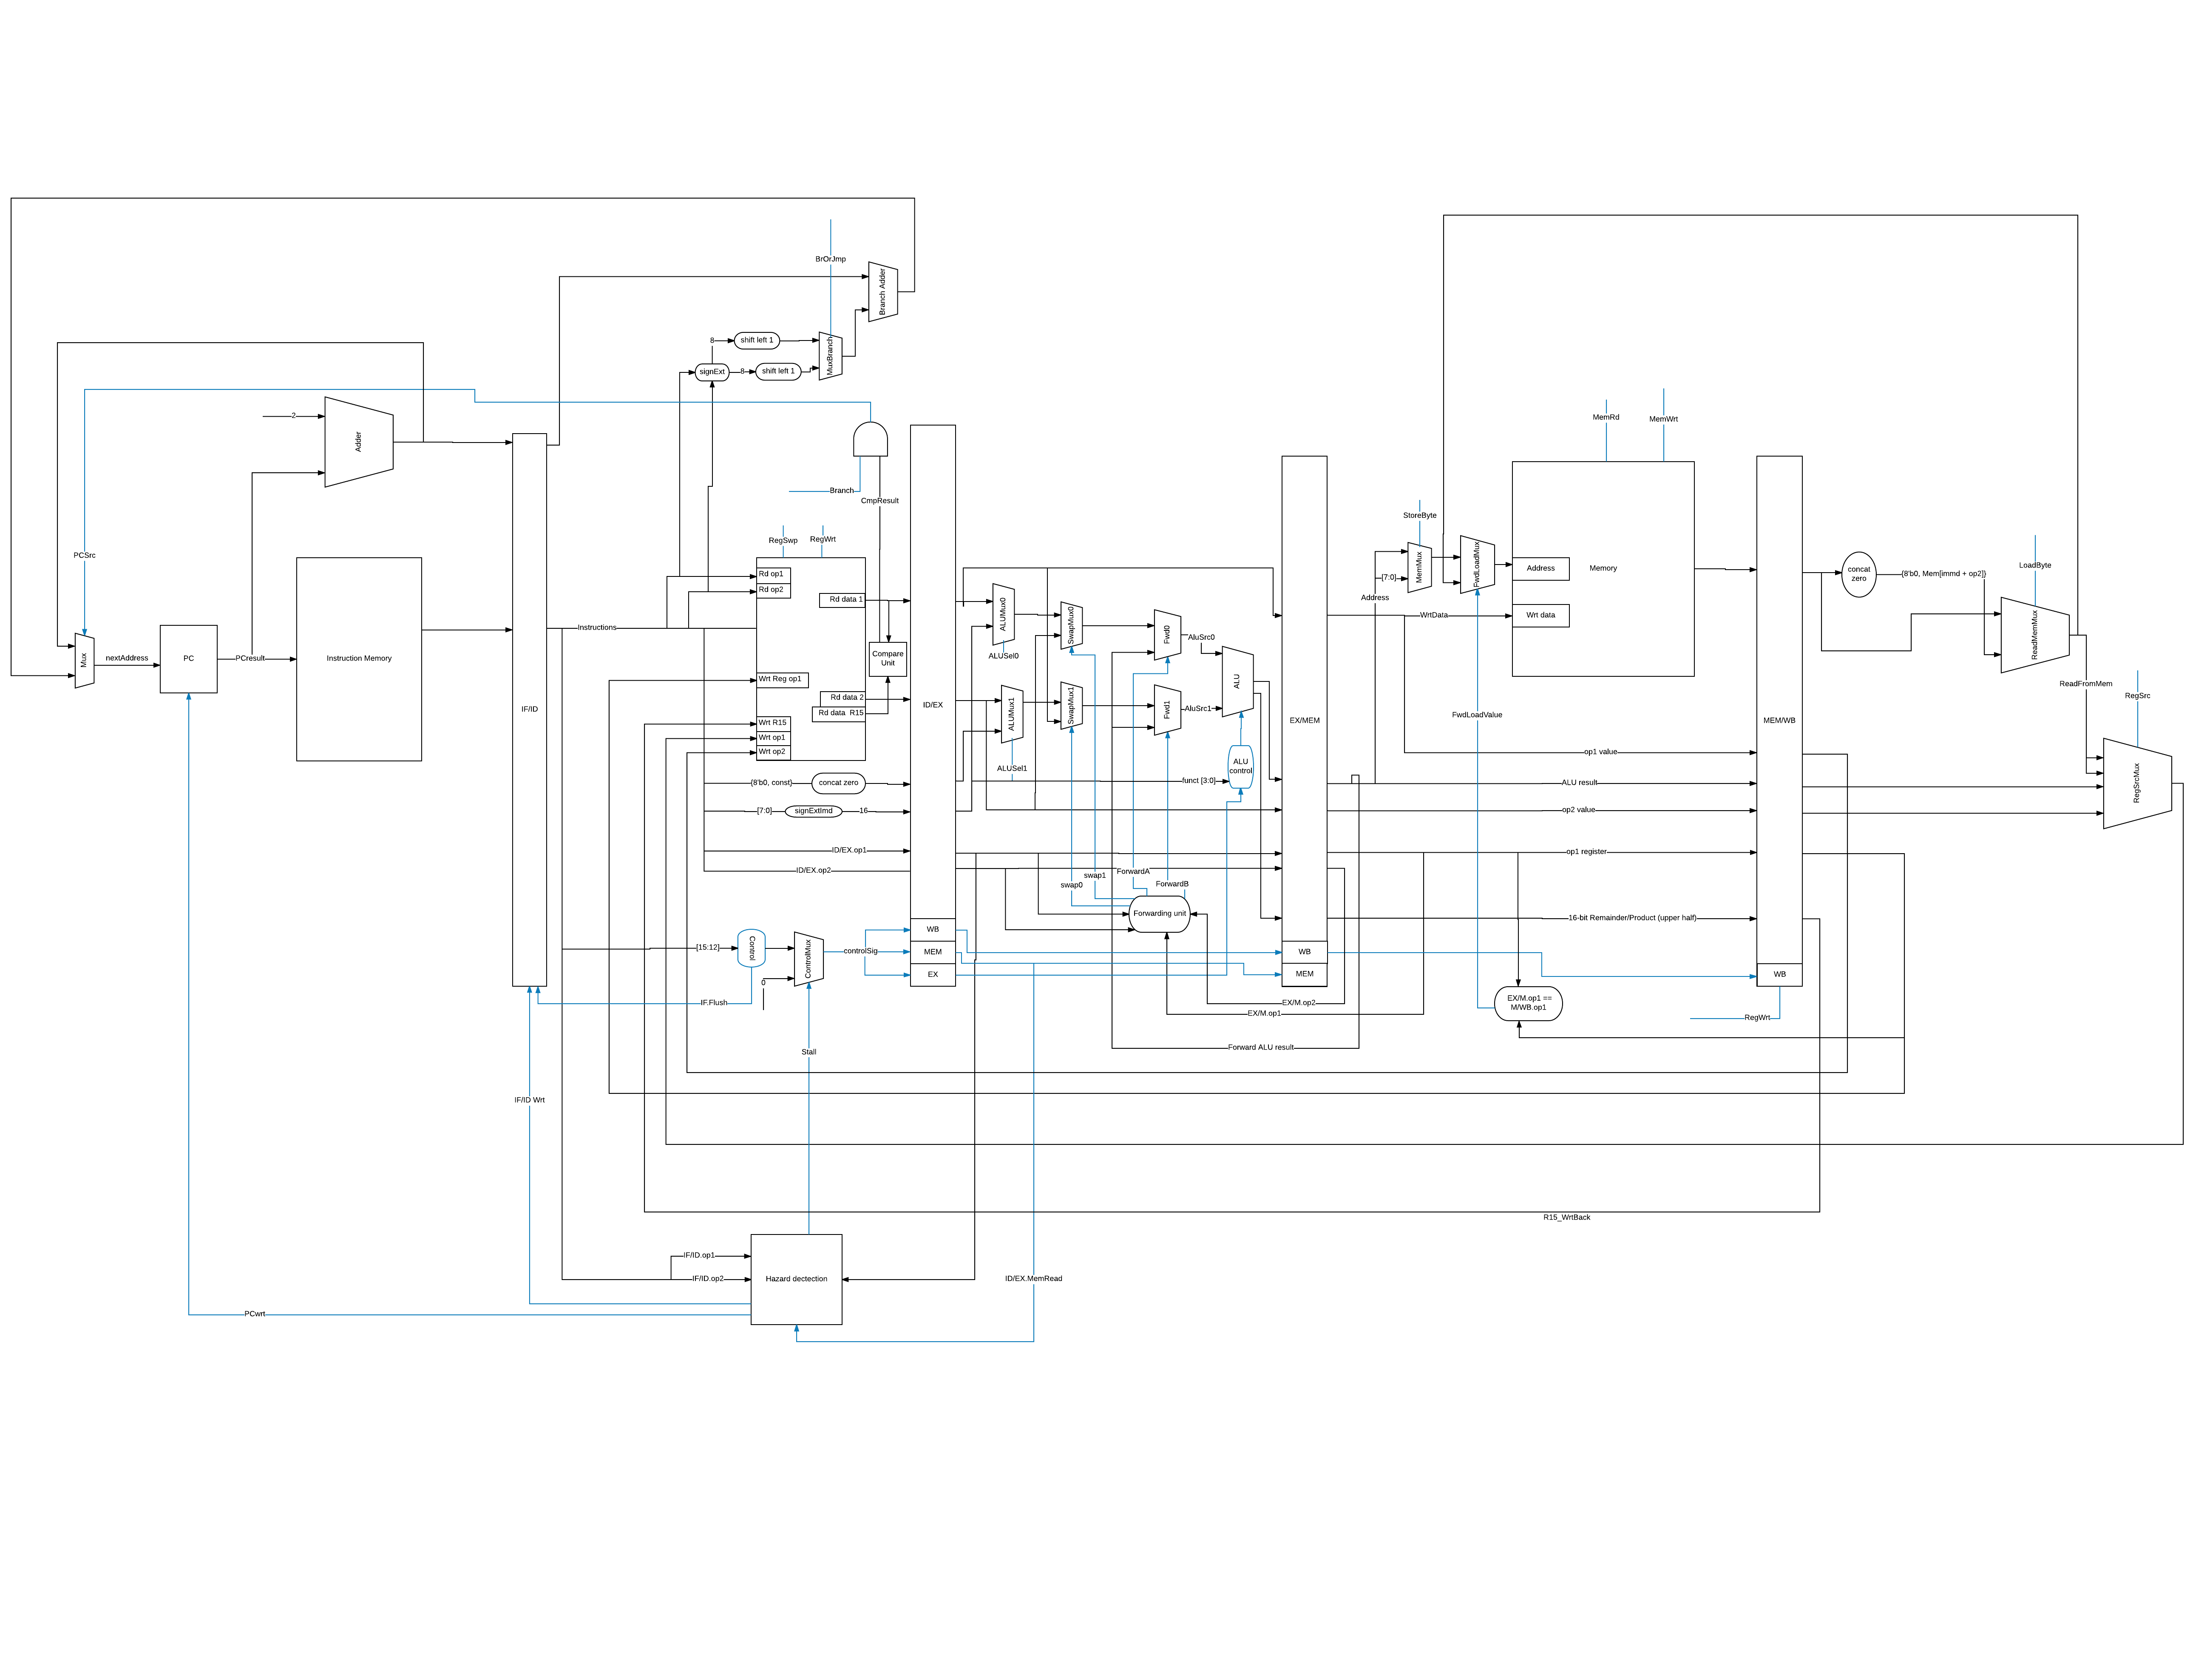 BrOrJmp
Branch Adder
8
shift left 1
MuxBranch
signExt
8
shift left 1
2
Adder
MemRd
MemWrt
Branch
CmpResult
StoreByte
RegSwp
RegWrt
PCSrc
MemMux
FwdLoadMux
LoadByte
Rd op1
Rd op2
Address
Memory
concat
zero
{8'b0, Mem[immd + op2]}
[7:0]
Address
Rd data 1
ALUMux0
SwapMux0
WrtData
Wrt data
Instructions
Fwd0
AluSrc0
ReadMemMux
Mux
nextAddress
PC
PCresult
Instruction Memory
Compare
Unit
ALUSel0
ALU
ReadFromMem
Wrt Reg op1
RegSrc
Rd data 2
ALUMux1
SwapMux1
Fwd1
AluSrc1
IF/ID
Rd data  R15
ID/EX
EX/MEM
FwdLoadValue
MEM/WB
Wrt R15
Wrt op1
Wrt op2
op1 value
ALUSel1
ALU
control
RegSrcMux
{8'b0, const}
concat zero
funct [3:0]
ALU result
[7:0]
signExtImd
16
op2 value
ID/EX.op1
op1 register
ID/EX.op2
ForwardA
swap1
swap0
ForwardB
Forwarding unit
16-bit Remainder/Product (upper half)
WB
[15:12]
Control
ControlMux
controlSig
MEM
WB
EX
MEM
WB
0
IF.Flush
EX/M.op2
EX/M.op1 ==
M/WB.op1
EX/M.op1
RegWrt
Stall
Forward ALU result
IF/ID Wrt
R15_WrtBack
IF/ID.op1
IF/ID.op2
Hazard dectection
ID/EX.MemRead
PCwrt